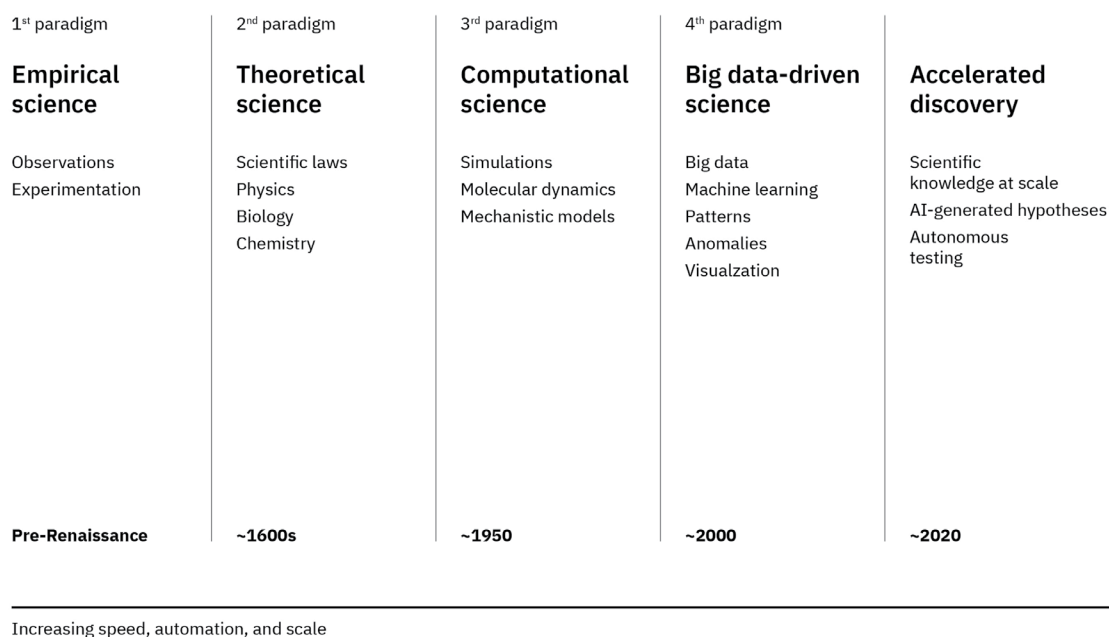 1st paradigm
Empirical
science
Observations
Experimentation
Pre-Renaissance
2nd paradigm
Theoretical
science
Scientific laws
Physics
Biology
Chemistry
~1600s
3rd paradigm
Computational
science
Simulations
Molecular dynamics
Mechanistic models
~1950
4th paradigm
Big data-driven
science
Big data
Machine learning
Patterns
Anomalies
Visualzation
~2000
Accelerated
discovery
Scientific
knowledge at scale
AI-generated hypotheses
Autonomous
testing
~2020
Increasing speed, automation, and scale